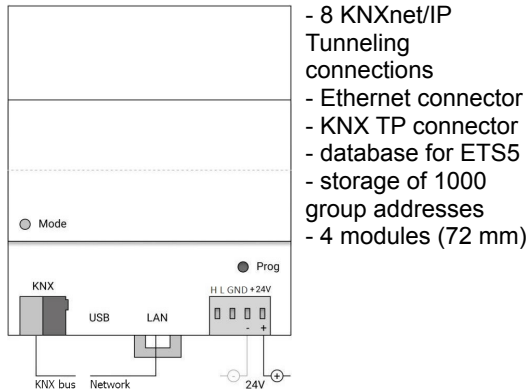 - 8 KNXnet/IP
Tunneling
connections
- Ethernet connector
- KNX TP connector
- database for ETS5
- storage of 1000
group addresses
- 4 modules (72 mm)
Mode
Prog
KNX
USB
LAN
H L GND +24V
- +
KNX bus
Network
- +
24V